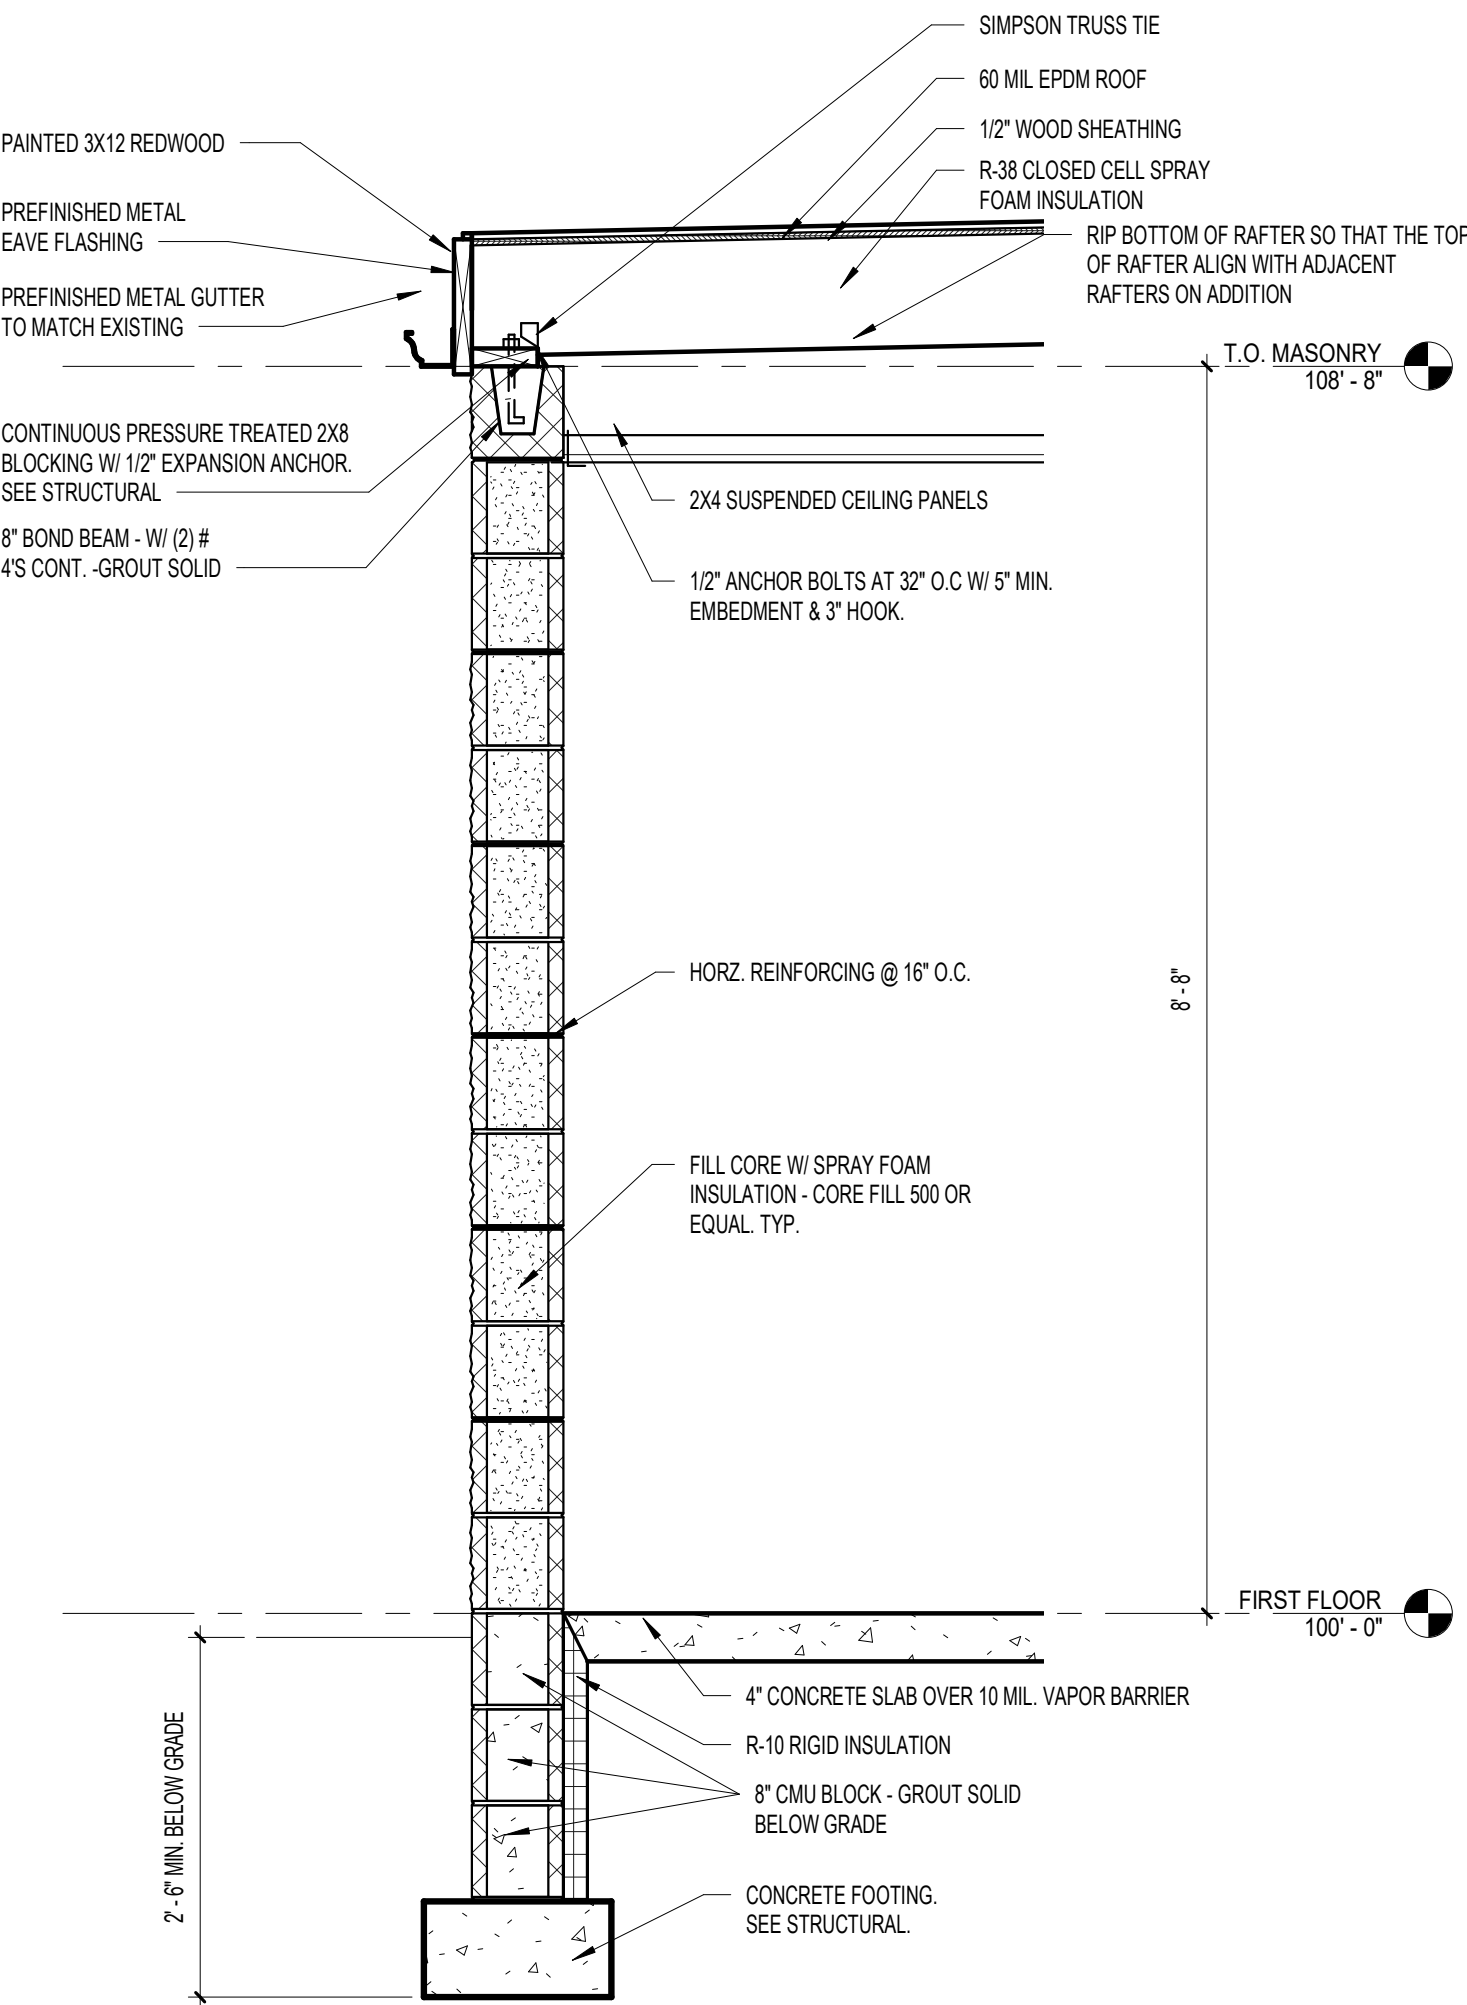 SIMPSON TRUSS TIE
60 MIL EPDM ROOF
1/2" WOOD SHEATHING
R-38 CLOSED CELL SPRAY
FOAM INSULATION
RIP BOTTOM OF RAFTER SO THAT THE TOP
OF RAFTER ALIGN WITH ADJACENT
RAFTERS ON ADDITION
PAINTED 3X12 REDWOOD
PREFINISHED METAL
EAVE FLASHING
PREFINISHED METAL GUTTER
TO MATCH EXISTING
T.O. MASONRY
108' - 8"
CONTINUOUS PRESSURE TREATED 2X8
BLOCKING W/ 1/2" EXPANSION ANCHOR.
SEE STRUCTURAL
8" BOND BEAM - W/ (2) #
4'S CONT. -GROUT SOLID
2X4 SUSPENDED CEILING PANELS
1/2" ANCHOR BOLTS AT 32" O.C W/ 5" MIN.
EMBEDMENT & 3" HOOK.
HORZ. REINFORCING @ 16" O.C.
8' - 8"
FILL CORE W/ SPRAY FOAM
INSULATION - CORE FILL 500 OR
EQUAL. TYP.
FIRST FLOOR
100' - 0"
4" CONCRETE SLAB OVER 10 MIL. VAPOR BARRIER
R-10 RIGID INSULATION
8" CMU BLOCK - GROUT SOLID
BELOW GRADE
2' - 6" MIN. BELOW GRADE
CONCRETE FOOTING.
SEE STRUCTURAL.